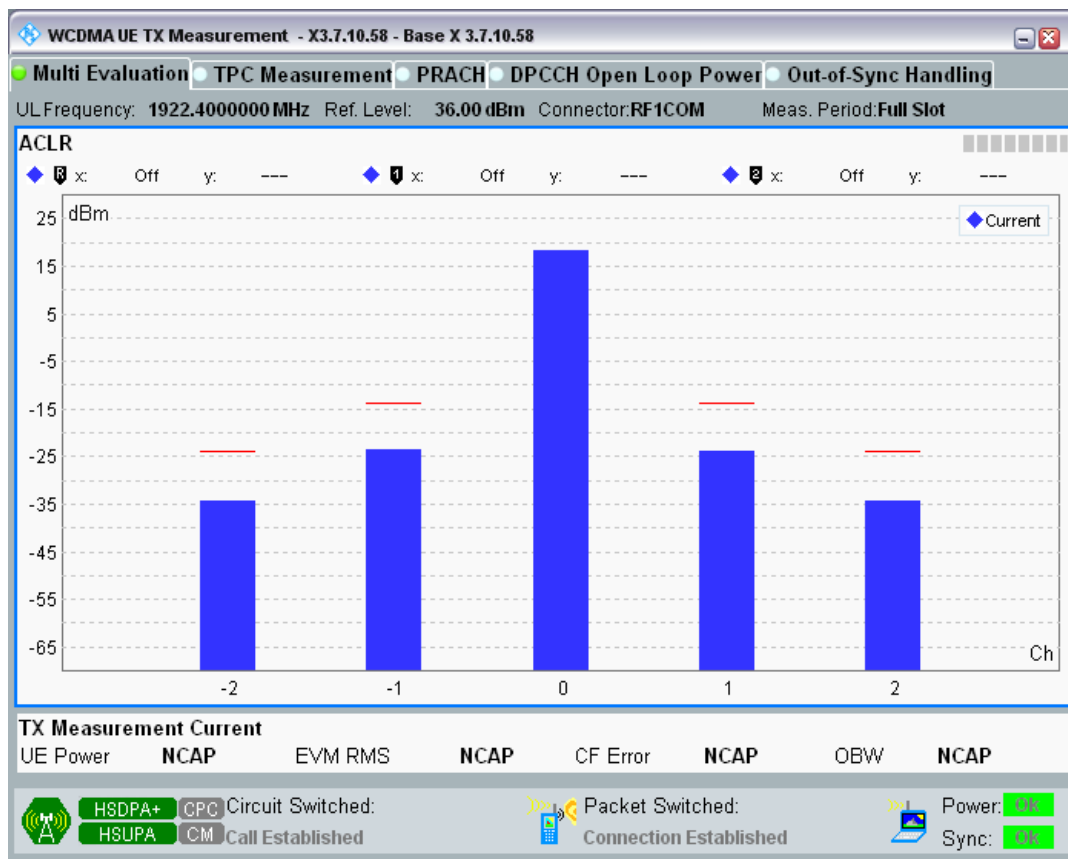 WCDMA UE TX Measurement - X3.7.10.58 - Base X 3.7.10.58
Multi Evaluation TPC Measurement PRACH DPCCH Open Loop Power Out-of-Sync Handling
ULFrequency: 1922.4000000 MHz Ref. Level: 36.00 dBm Connector:RF1COM Meas. Period:Full Slot
ACLR
R x: Off y: --- 1 x: Off y: --- 2 x: Off y: ---
dBm
Current
25
15
5
-5
-15
-25
-35
-45
-55
-65
Ch
-2 -1 0 1 2
TX Measurement Current
UE Power NCAP EVM RMS NCAP CF Error NCAP OBW NCAP
HSDPA+ CPC Circuit Switched: Packet Switched: Power: OK
HSUPA CM Call Established Connection Established Sync: OK